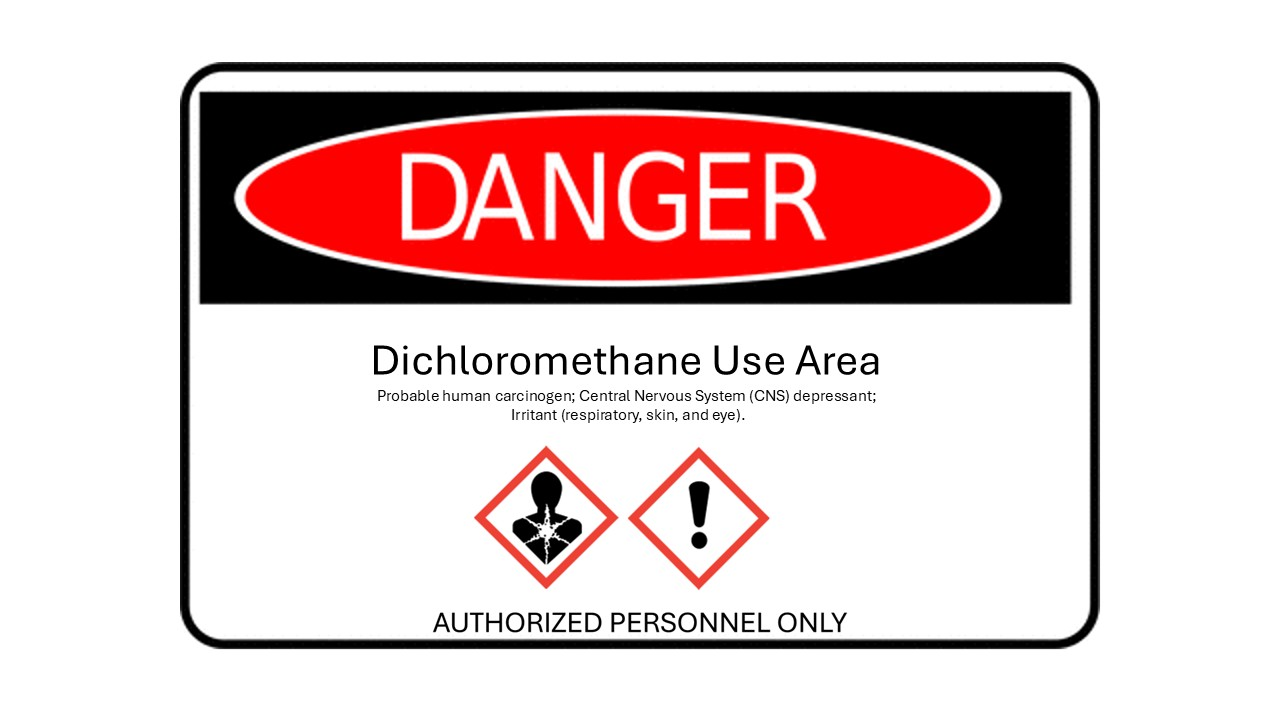 DANGER
Dichloromethane Use Area
Probable human carcinogen; Central Nervous System (CNS) depressant;
Irritant (respiratory, skin, and eye).
AUTHORIZED PERSONNEL ONLY